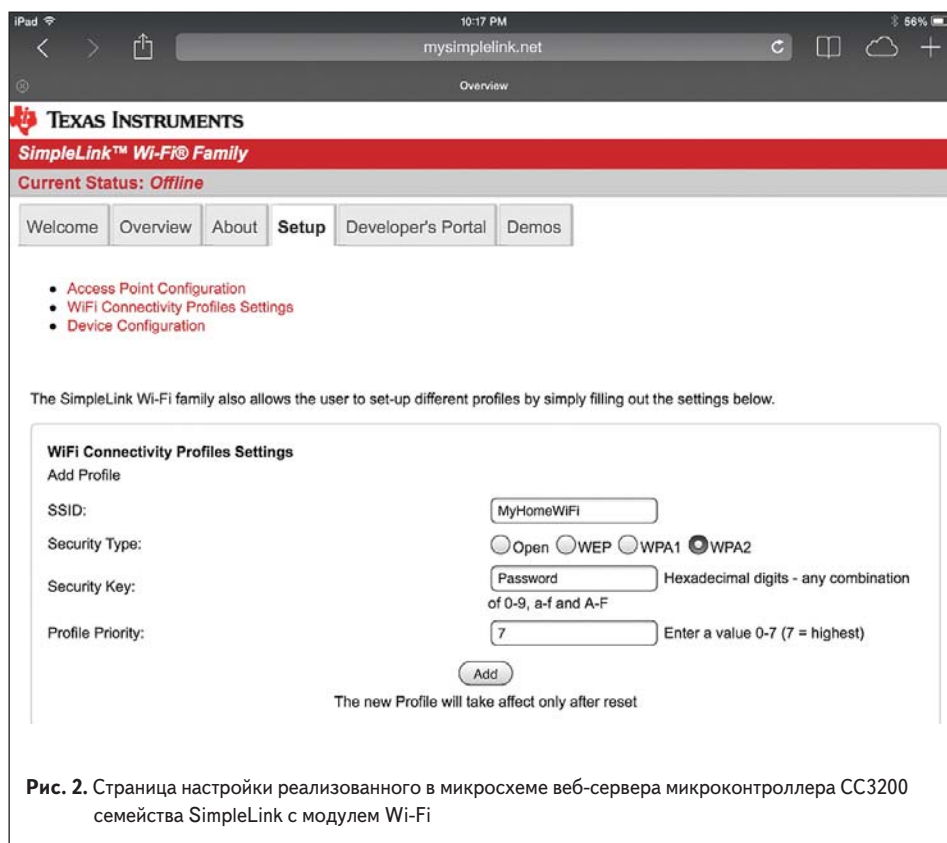 iPad 10:17 PM 56%
mysimplelink.net
Overview
TEXAS INSTRUMENTS
SimpleLink™ Wi-Fi® Family
Current Status: Offline
Welcome Overview About Setup Developer's Portal Demos
• Access Point Configuration
• WiFi Connectivity Profiles Settings
• Device Configuration
The SimpleLink Wi-Fi family also allows the user to set-up different profiles by simply filling out the settings below.
WiFi Connectivity Profiles Settings
Add Profile
SSID: MyHomeWiFi
Security Type: Open WEP WPA1 WPA2
Security Key: Password Hexadecimal digits - any combination
of 0-9, a-f and A-F
Profile Priority: 7 Enter a value 0-7 (7 = highest)
Add
The new Profile will take affect only after reset
Рис. 2. Страница настройки реализованного в микросхеме веб-сервера микроконтроллера CC3200
семейства SimpleLink с модулем Wi-Fi